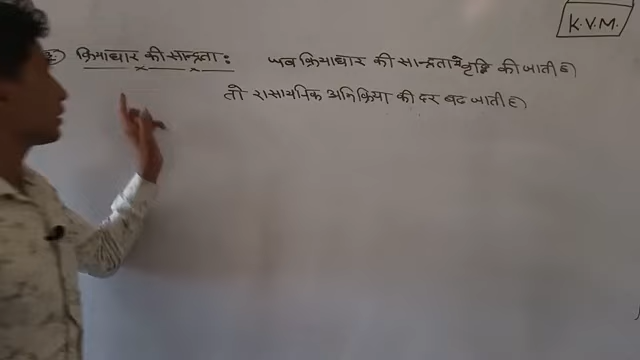 K.V.M.
क्रियाधार की सान्द्रता : जब क्रियाधार की सान्द्रता में वृद्धि की जाती है
तो रासायनिक अभिक्रिया की दर बढ जाती है